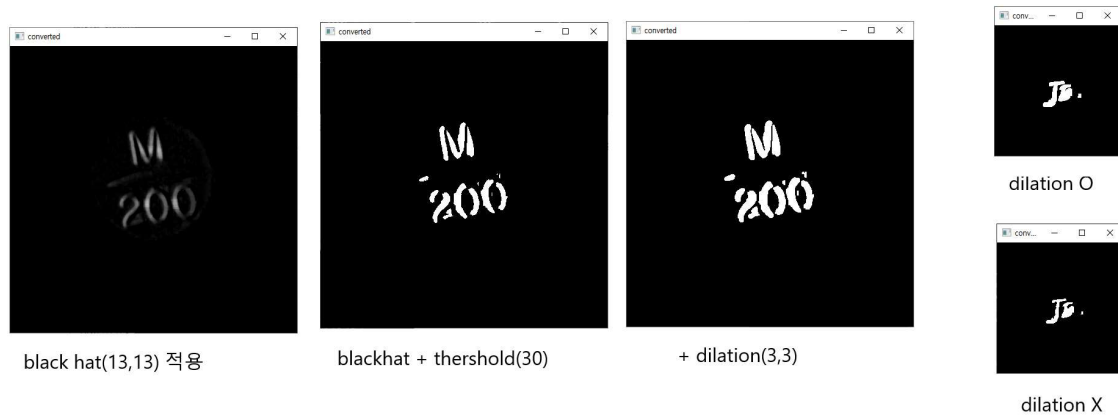 converted
M
200
black hat(13,13) 적용
converted
M
200
blackhat + thershold(30)
converted
M
200
+ dilation(3,3)
conv...
dilation O
conv...
dilation X